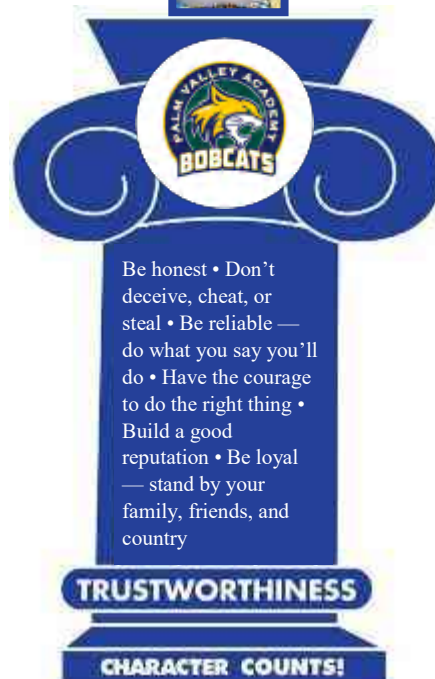 PALM VALLEY ACADEMY
BOBCATS
Be honest • Don’t
deceive, cheat, or
steal • Be reliable —
do what you say you’ll
do • Have the courage
to do the right thing •
Build a good
reputation • Be loyal
— stand by your
family, friends, and
country
TRUSTWORTHINESS
CHARACTER COUNTS!